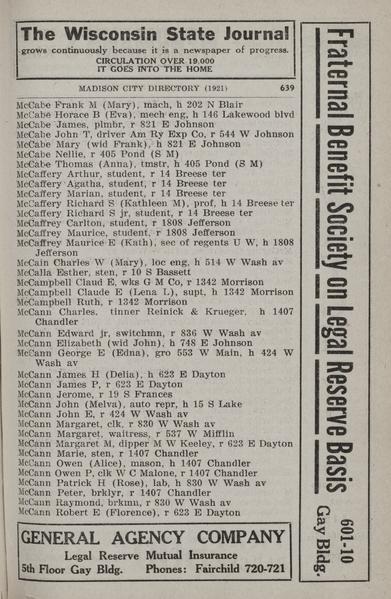 The Wisconsin State Journal
grows continuously because it is a newspaper of progress.
CIRCULATION OVER 19,000
IT GOES INTO THE HOME
MADISON CITY DIRECTORY (1921) 639
McCabe Frank M (Mary), mach, h 202 N Blair
McCabe Horace B (Eva), mech eng, h 146 Lakewood blvd
McCabe James, plmbr, r 821 E Johnson
McCabe John T, driver Am Ry Exp Co, r 544 W Johnson
McCabe Mary (wid Frank), h 821 E Johnson
McCabe Nellie, r 405 Pond (S M)
McCabe Thomas (Anna), tmstr, h 405 Pond (S M)
McCaffery Arthur, student, r 14 Breese ter
McCaffery Agatha, student, r 14 Breese ter
McCaffery Marian, student, r 14 Breese ter
McCaffery Richard S (Kathleen M), prof, h 14 Breese ter
McCaffery Richard S jr, student, r 14 Breese ter
McCaffrey Carlton, student, r 1808 Jefferson
McCaffrey Maurice, student, r 1808 Jefferson
McCaffrey Maurice E (Kath), sec of regents U W, h 1808
Jefferson
McCain Charles W (Mary), loc eng, h 514 W Wash av
McCalla Esther, sten, r 10 S Bassett
McCampbell Claud E, wks G M Co, r 1342 Morrison
McCampbell Claude E (Lena L), supt, h 1342 Morrison
McCampbell Ruth, r 1342 Morrison
McCann Charles, tinner Reinick & Krueger, h 1407
Chandler
McCann Edward jr, switchmn, r 836 W Wash av
McCann Elizabeth (wid John), h 748 E Johnson
McCann George E (Edna), gro 553 W Main, h 424 W
Wash av
McCann James H (Delia), h 623 E Dayton
McCann James P, r 623 E Dayton
McCann Jerome, r 19 S Frances
McCann John (Melva), auto repr, h 15 S Lake
McCann John E, r 424 W Wash av
McCann Margaret, clk, r 830 W Wash av
McCann Margaret, waitress, r 537 W Mifflin
McCann Margaret M, dipper M W Keeley, r 623 E Dayton
McCann Marie, sten, r 1407 Chandler
McCann Owen (Alice), mason, h 1407 Chandler
McCann Owen P, clk W C Malone, r 1407 Chandler
McCann Patrick H (Rose), lab, h 830 W Wash av
McCann Peter, brklyr, r 1407 Chandler
McCann Raymond, brkmn, r 830 W Wash av
McCann Robert E (Florence), r 623 E Dayton
GENERAL AGENCY COMPANY
Legal Reserve Mutual Insurance
5th Floor Gay Bldg. Phones: Fairchild 720-721
Fraternal Benefit Society on Legal Reserve Basis
601-10
Gay Bldg.